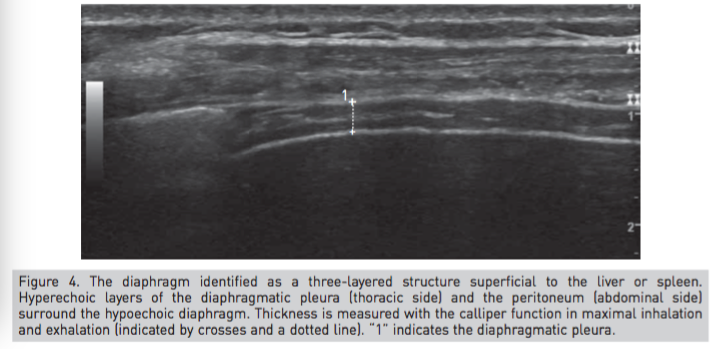 1
1
2
Figure 4. The diaphragm identified as a three-layered structure superficial to the liver or spleen.
Hyperechoic layers of the diaphragmatic pleura (thoracic side) and the peritoneum (abdominal side)
surround the hypoechoic diaphragm. Thickness is measured with the calliper function in maximal inhalation
and exhalation (indicated by crosses and a dotted line). "1" indicates the diaphragmatic pleura.